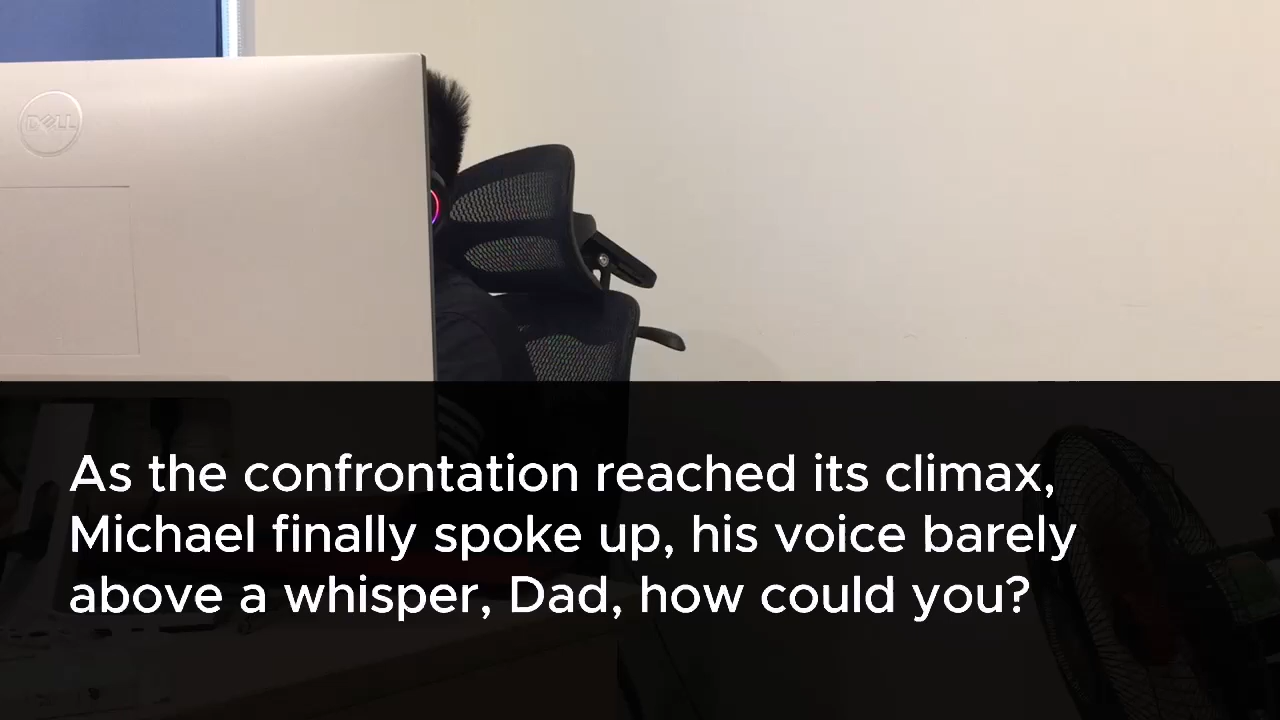 DELL
As the confrontation reached its climax,
Michael finally spoke up, his voice barely
above a whisper, Dad, how could you?